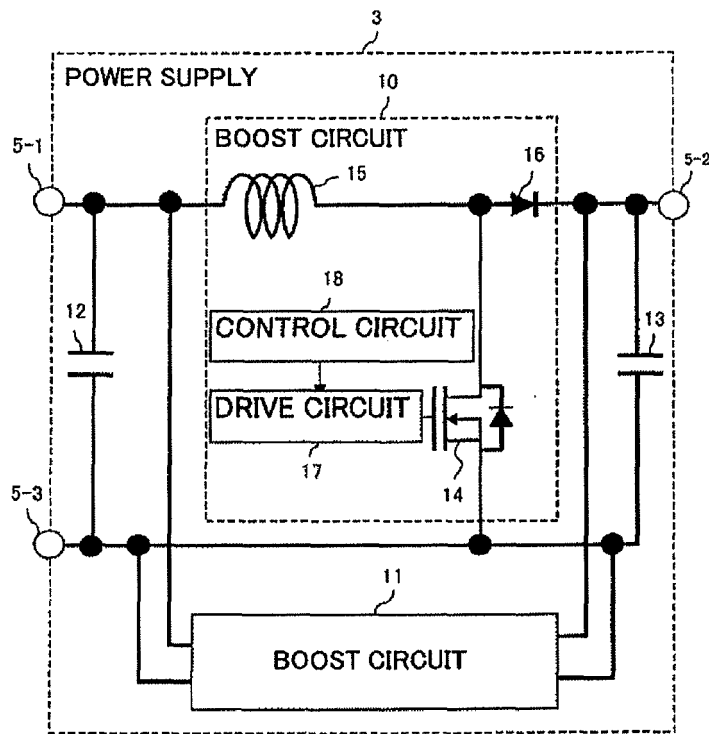 3
POWER SUPPLY
10
BOOST CIRCUIT
5-1
15
16
5-2
18
CONTROL CIRCUIT
12
13
DRIVE CIRCUIT
17
14
5-3
11
BOOST CIRCUIT